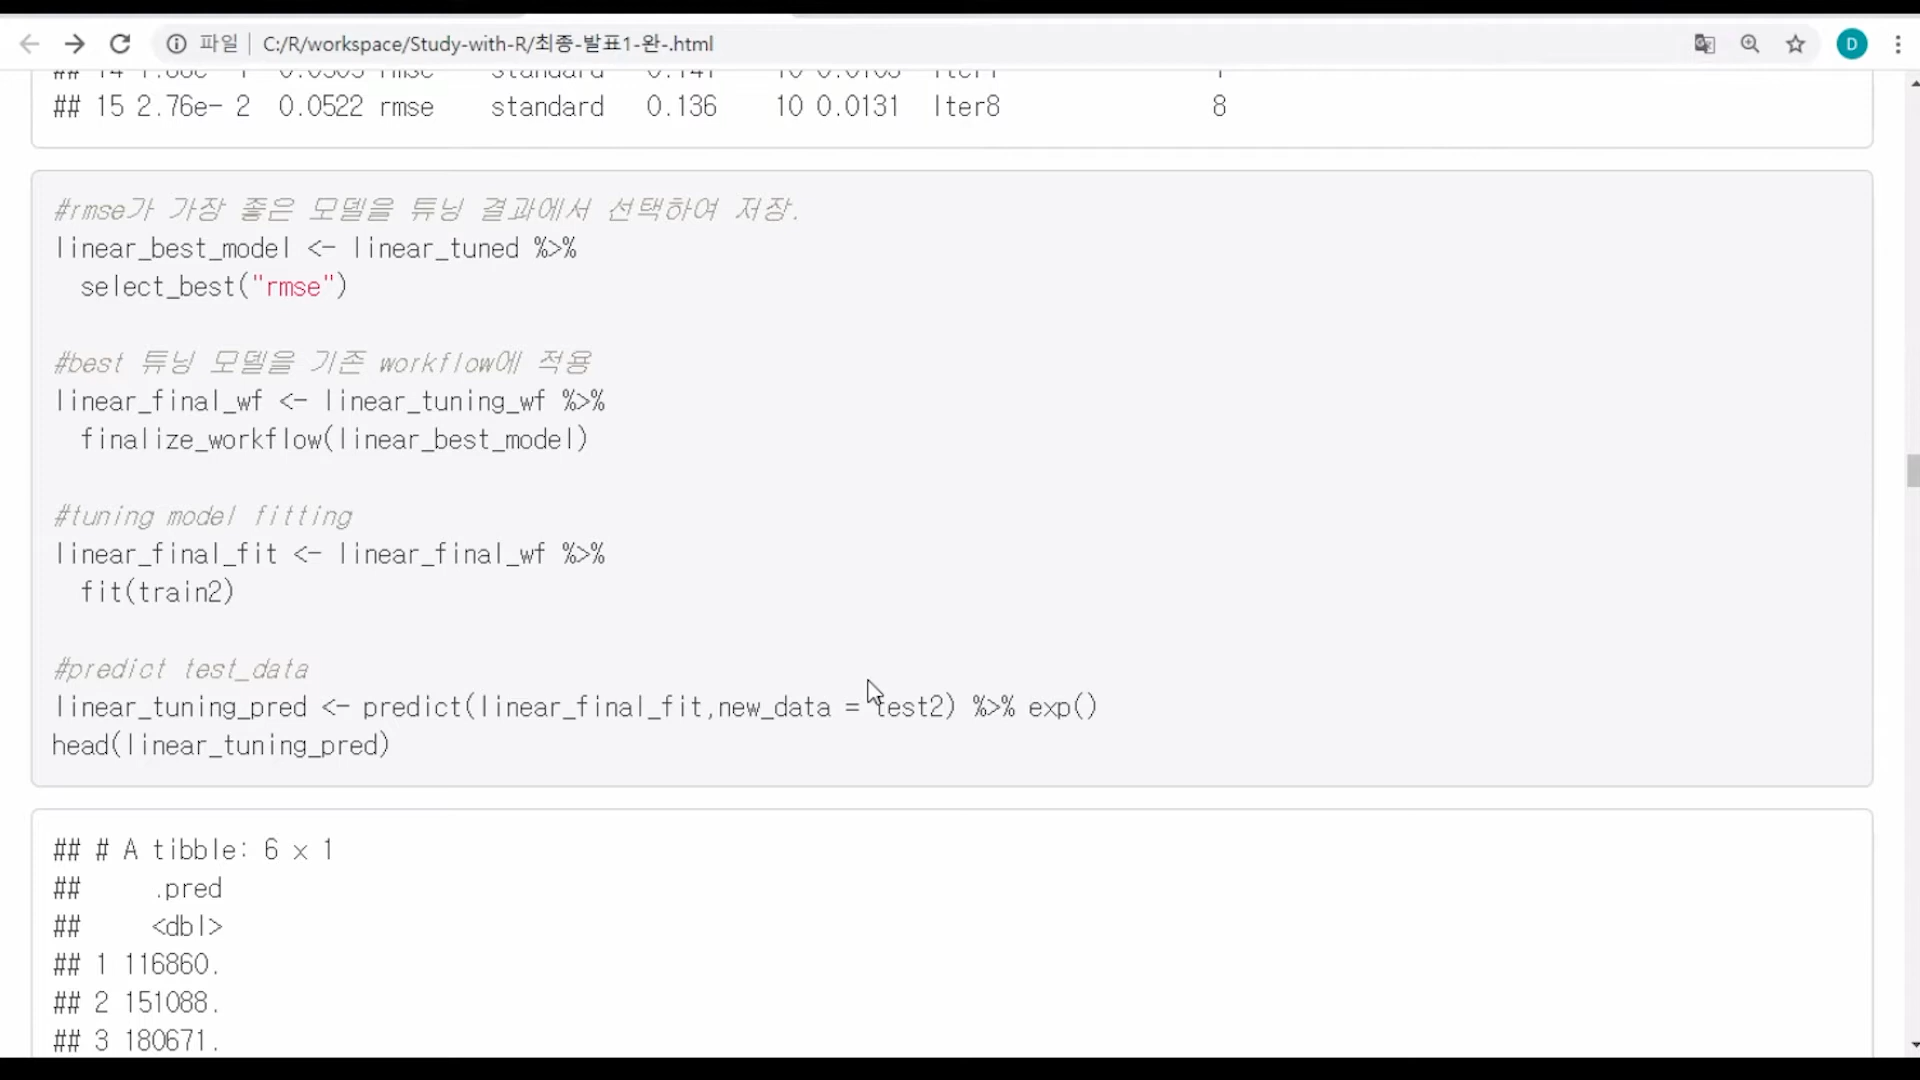 파일 C:/R/workspace/Study-with-R/최종-발표1-완-.html D
## 15 2.76e- 2 0.0522 rmse standard 0.136 10 0.0131 Iter8 8
#rmse가 가장 좋은 모델을 튜닝 결과에서 선택하여 저장.
linear_best_model <- linear_tuned %>%
select_best("rmse")
#best 튜닝 모델을 기존 workflow에 적용
linear_final_wf <- linear_tuning_wf %>%
finalize_workflow(linear_best_model)
#tuning model fitting
linear_final_fit <- linear_final_wf %>%
fit(train2)
#predict test_data
linear_tuning_pred <- predict(linear_final_fit,new_data = test2) %>% exp()
head(linear_tuning_pred)
## # A tibble: 6 x 1
## .pred
## <dbl>
## 1 116860.
## 2 151088.
## 3 180671.